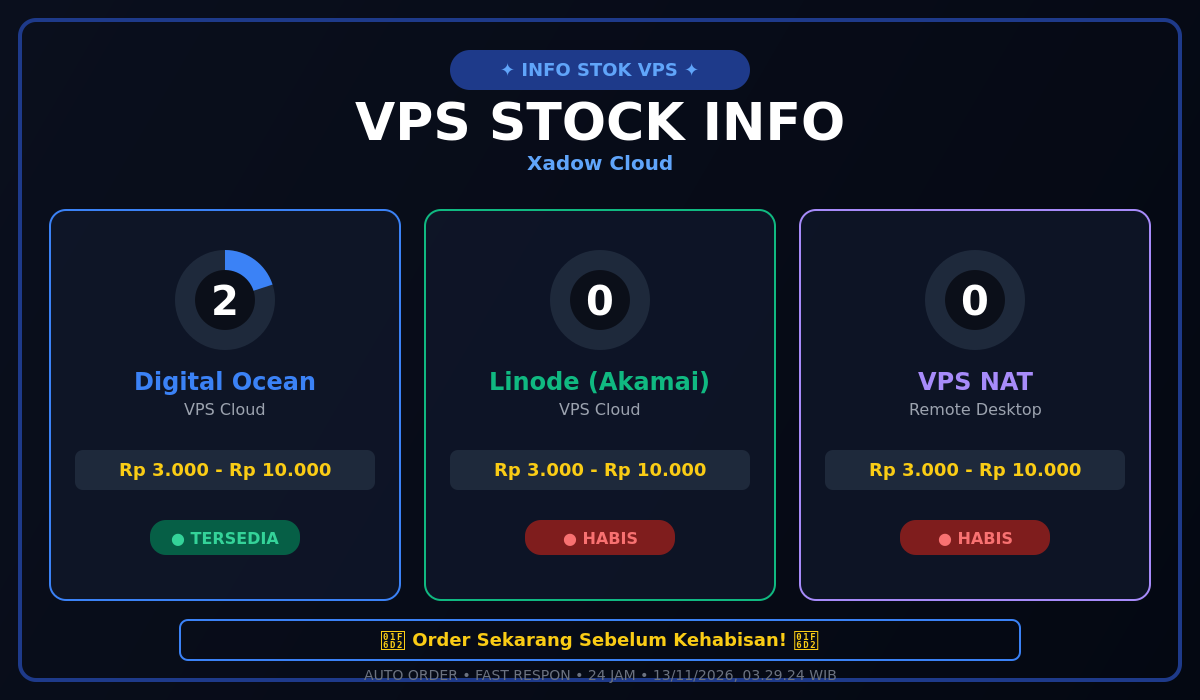 ✦ INFO STOK VPS ✦
VPS STOCK INFO
Xadow Cloud
2
Digital Ocean
VPS Cloud
Rp 3.000 - Rp 10.000
● TERSEDIA
0
Linode (Akamai)
VPS Cloud
Rp 3.000 - Rp 10.000
● HABIS
0
VPS NAT
Remote Desktop
Rp 3.000 - Rp 10.000
● HABIS
🛒 Order Sekarang Sebelum Kehabisan! 🛒
AUTO ORDER • FAST RESPON • 24 JAM • 13/11/2026, 03.29.24 WIB